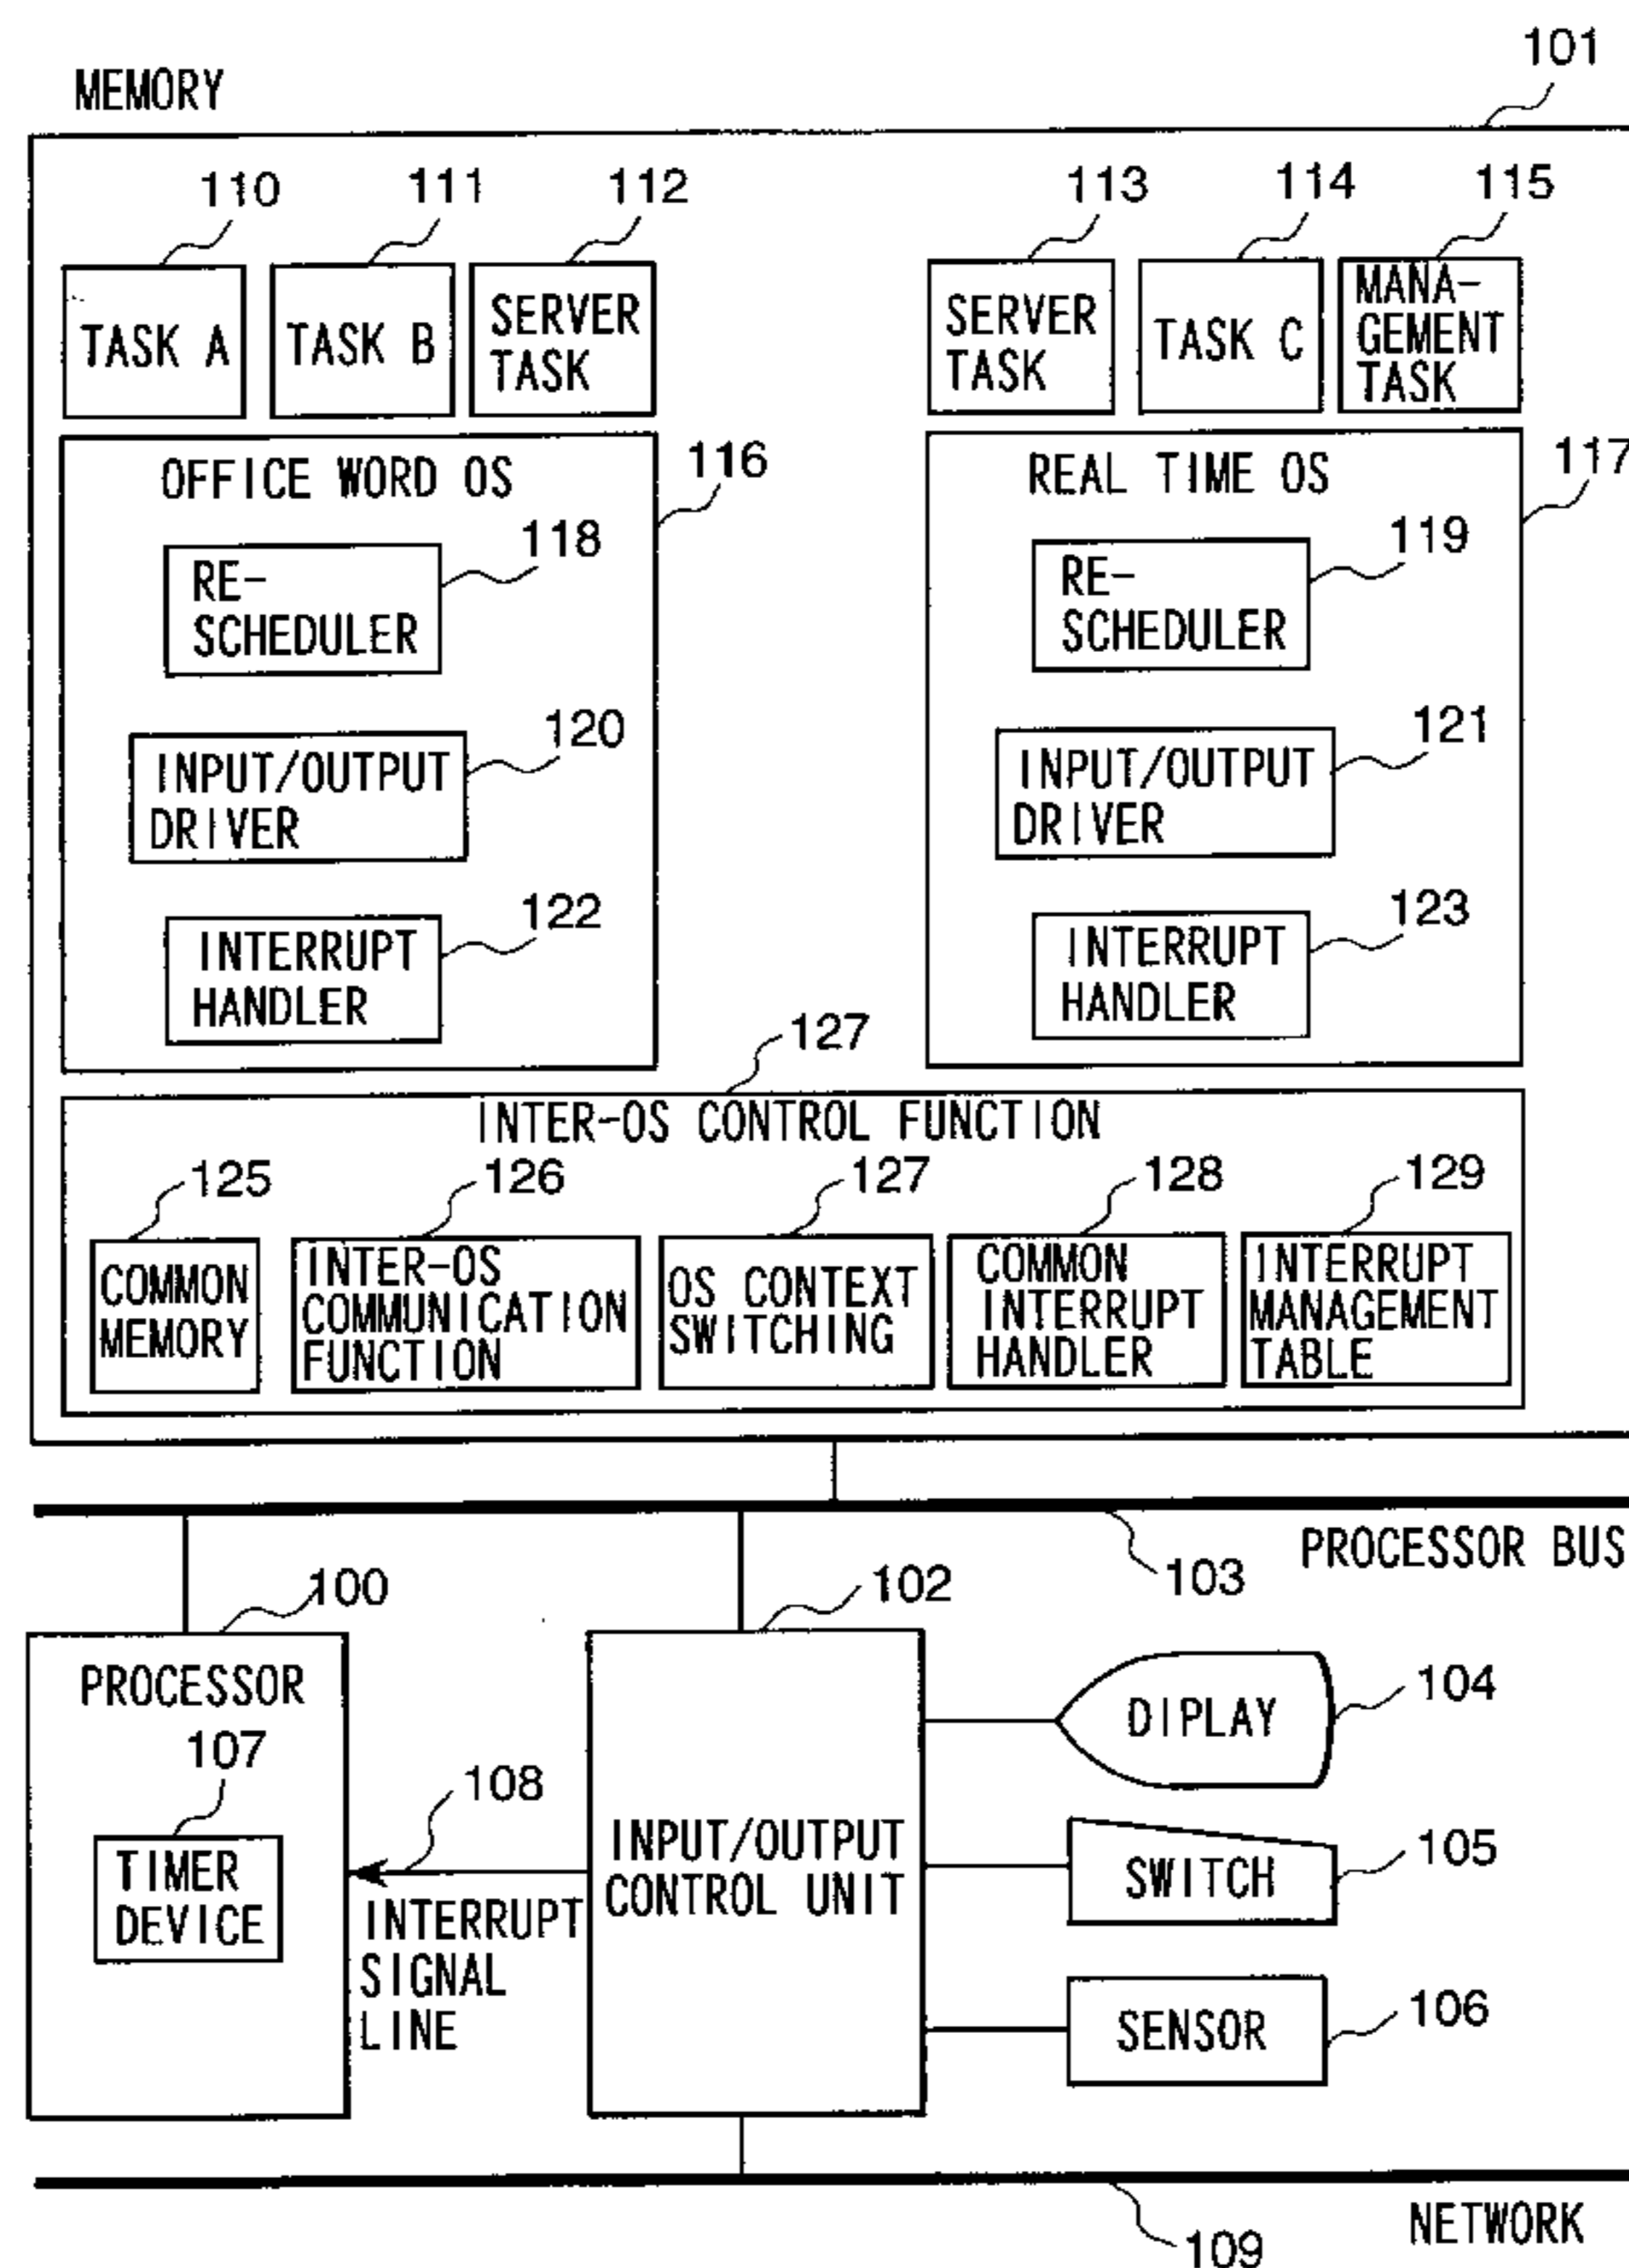 101
MEMORY
110
111
112
113
114
115
TASK A
TASK B
SERVER
TASK
SERVER
TASK
TASK C
MANA-
GEMENT
TASK
OFFICE WORD OS
116
REAL TIME OS
117
118
RE-
SCHEDULER
119
RE-
SCHEDULER
120
INPUT/OUTPUT
DRIVER
121
INPUT/OUTPUT
DRIVER
122
INTERRUPT
HANDLER
123
INTERRUPT
HANDLER
127
INTER-OS CONTROL FUNCTION
125
126
127
128
129
COMMON
MEMORY
INTER-OS
COMMUNICATION
FUNCTION
OS CONTEXT
SWITCHING
COMMON
INTERRUPT
HANDLER
INTERRUPT
MANAGEMENT
TABLE
PROCESSOR BUS
103
100
102
PROCESSOR
107
TIMER
DEVICE
108
INTERRUPT
SIGNAL
LINE
INPUT/OUTPUT
CONTROL UNIT
DIPLAY
104
SWITCH
105
SENSOR
106
NETWORK
109